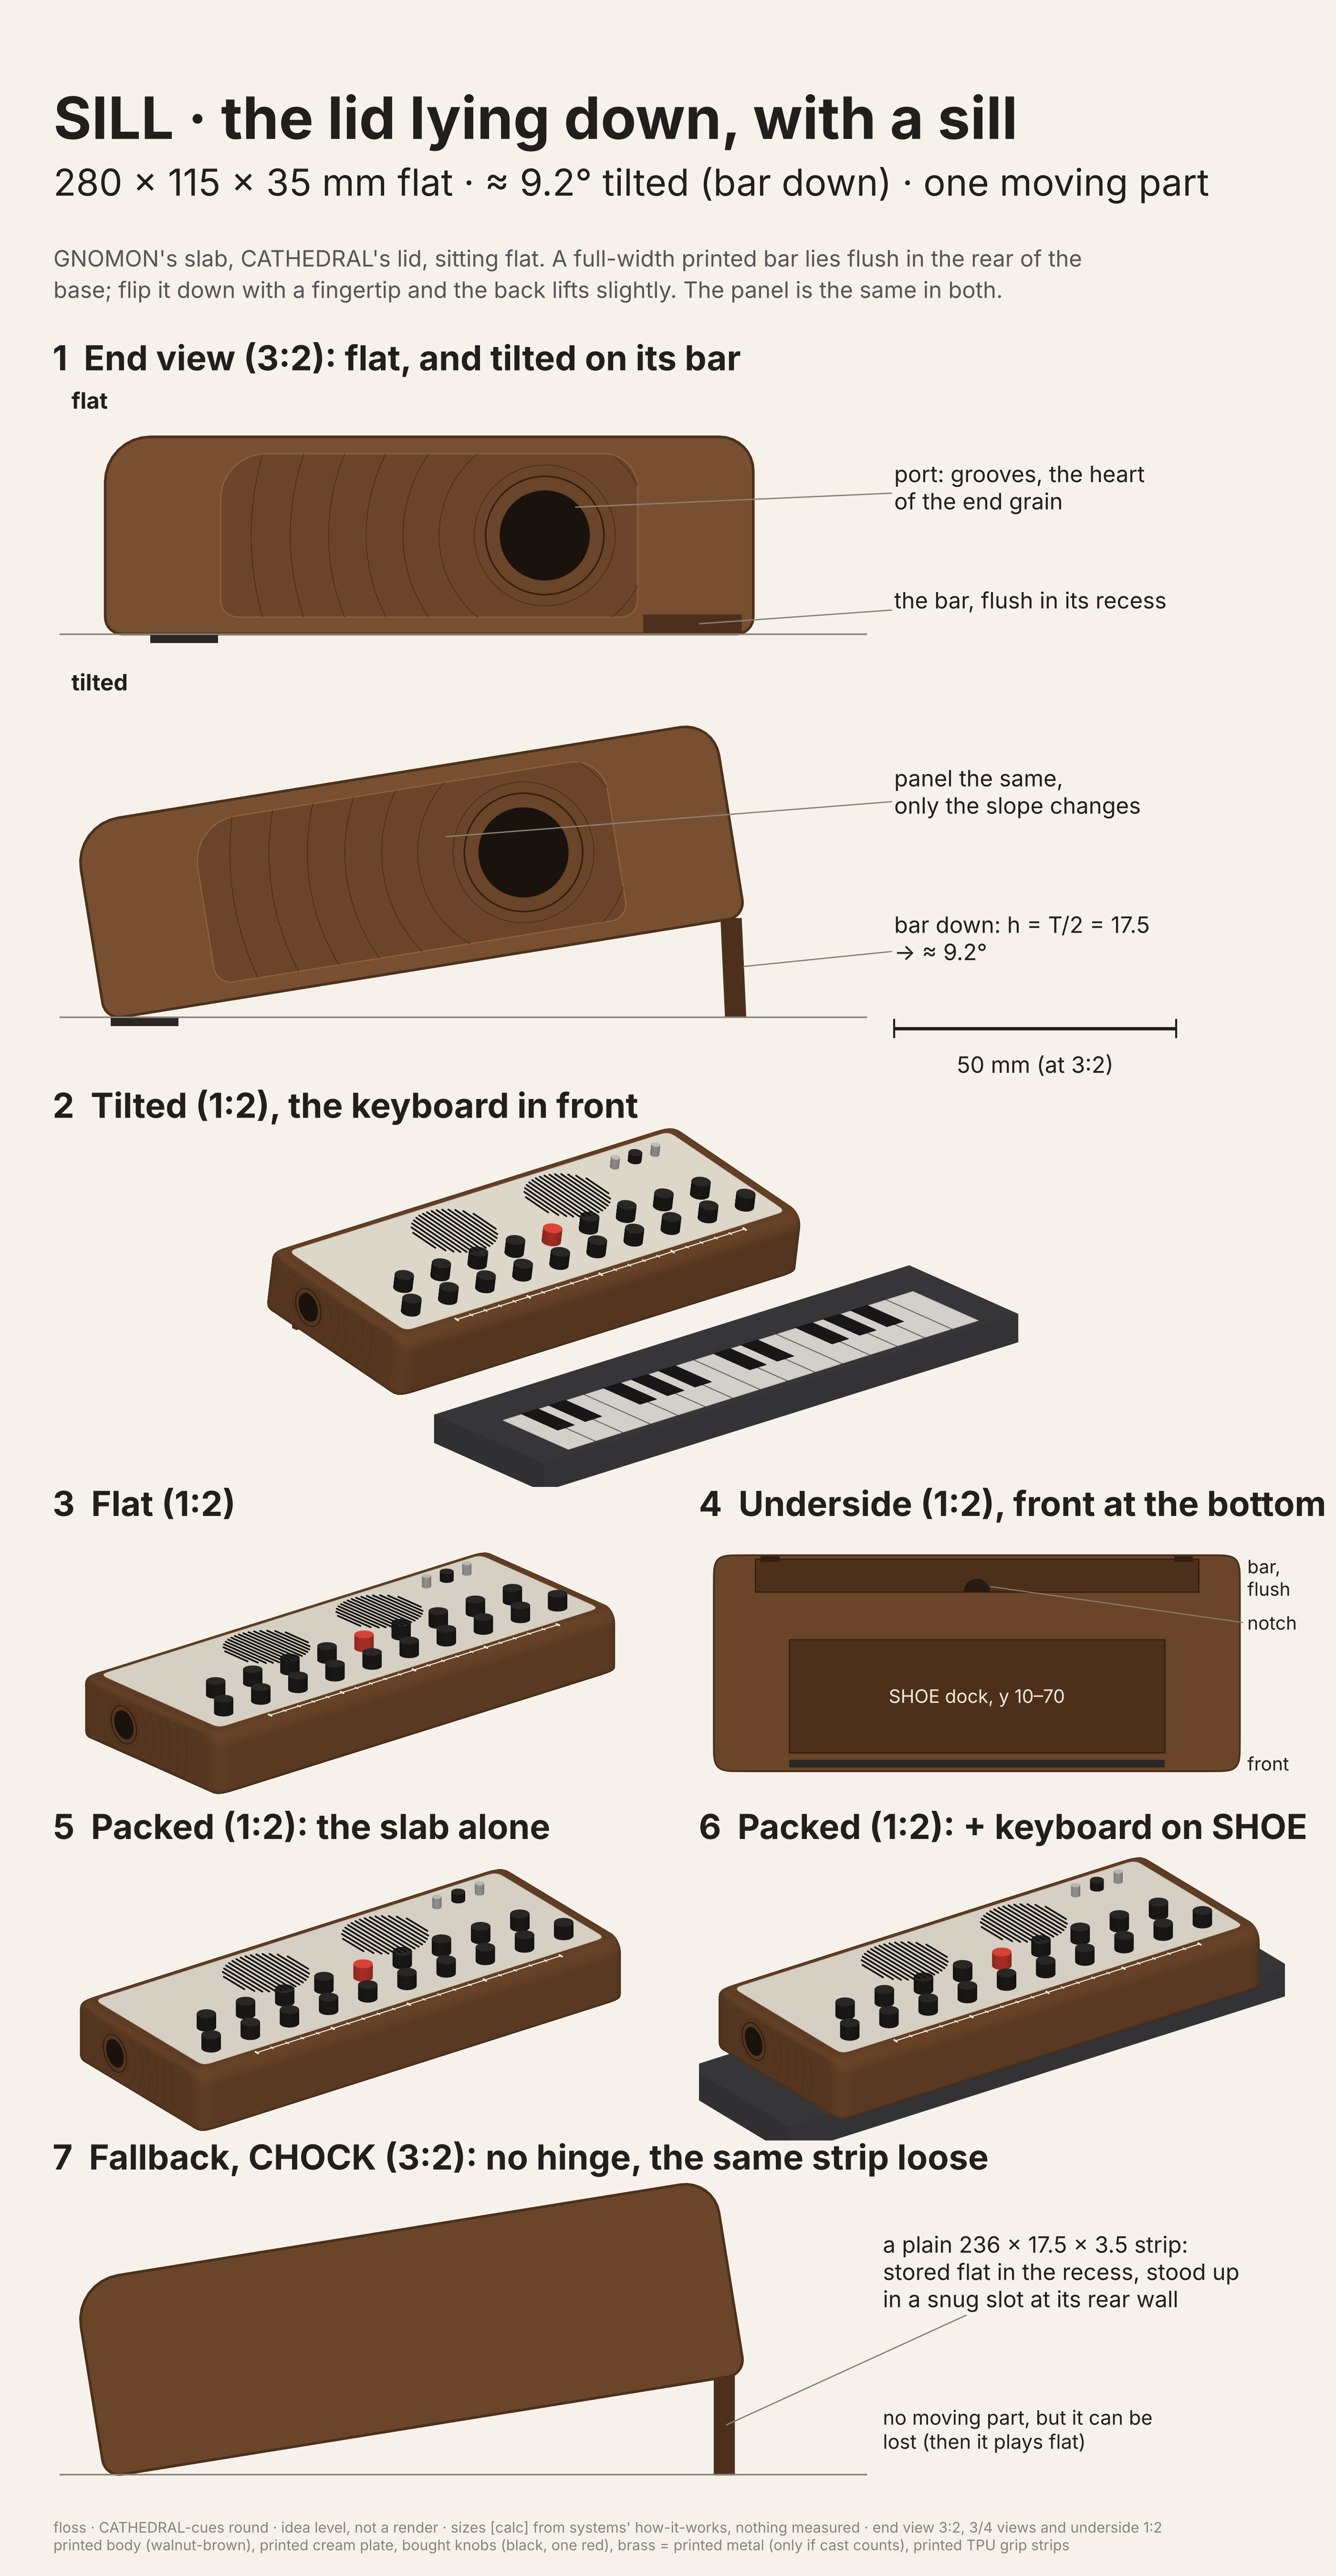 SILL · the lid lying down, with a sill
280 × 115 × 35 mm flat · ≈ 9.2° tilted (bar down) · one moving part
GNOMON's slab, CATHEDRAL's lid, sitting flat. A full-width printed bar lies flush in the rear of the
base; flip it down with a fingertip and the back lifts slightly. The panel is the same in both.
1 End view (3:2): flat, and tilted on its bar
flat
port: grooves, the heart
of the end grain
the bar, flush in its recess
tilted
panel the same,
only the slope changes
bar down: h = T/2 = 17.5
→ ≈ 9.2°
50 mm (at 3:2)
2 Tilted (1:2), the keyboard in front
3 Flat (1:2)
4 Underside (1:2), front at the bottom
bar,
flush
notch
SHOE dock, y 10–70
front
5 Packed (1:2): the slab alone
6 Packed (1:2): + keyboard on SHOE
7 Fallback, CHOCK (3:2): no hinge, the same strip loose
a plain 236 × 17.5 × 3.5 strip:
stored flat in the recess, stood up
in a snug slot at its rear wall
no moving part, but it can be
lost (then it plays flat)
floss · CATHEDRAL-cues round · idea level, not a render · sizes [calc] from systems' how-it-works, nothing measured · end view 3:2, 3/4 views and underside 1:2
printed body (walnut-brown), printed cream plate, bought knobs (black, one red), brass = printed metal (only if cast counts), printed TPU grip strips